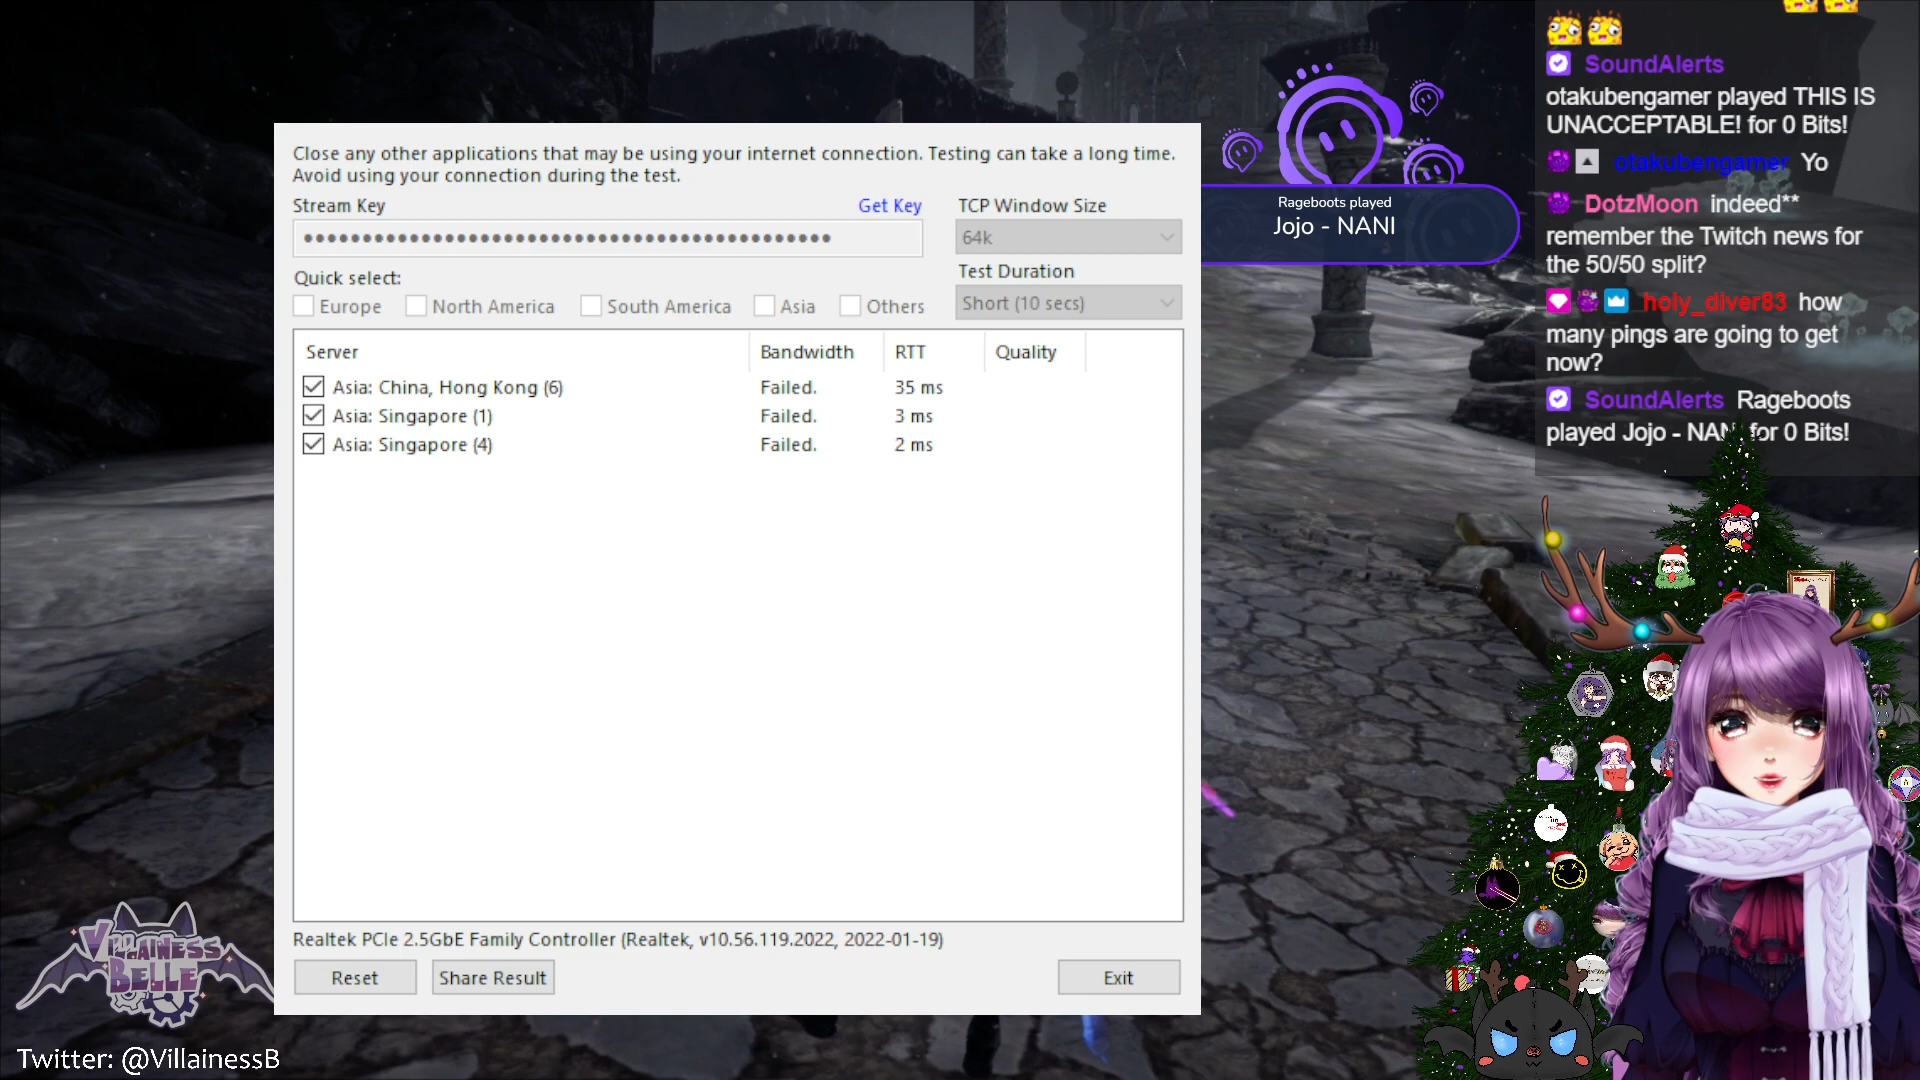 Close any other applications that may be using your internet connection. Testing can take a long time.
Avoid using your connection during the test.
Stream Key
Get Key
TCP Window Size
●●●●●●●●●●●●●●●●●●●●●●●●●●●●●●●●●●●●●●●●●●●●●
64k
Quick select:
Test Duration
Europe
North America
South America
Asia
Others
Short (10 secs)
Server Bandwidth RTT Quality
Asia: China, Hong Kong (6) Failed. 35 ms
Asia: Singapore (1) Failed. 3 ms
Asia: Singapore (4) Failed. 2 ms
Realtek PCIe 2.5GbE Family Controller (Realtek, v10.56.119.2022, 2022-01-19)
Reset
Share Result
Exit
Rageboots played
Jojo - NANI
SoundAlerts
otakubengamer played THIS IS
UNACCEPTABLE! for 0 Bits!
otakubengamer Yo
DotzMoon indeed**
remember the Twitch news for
the 50/50 split?
holy_diver83 how
many pings are going to get
now?
SoundAlerts Rageboots
played Jojo - NANI for 0 Bits!
VILLAINESS
BELLE
Twitter: @VillainessB